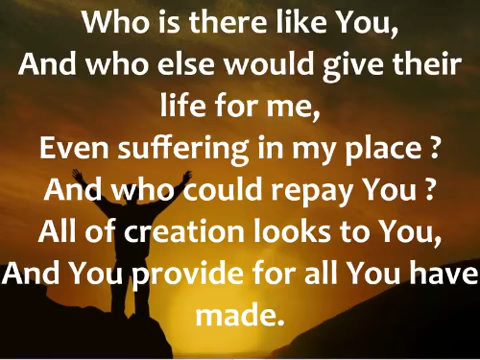 Who is there like You,
And who else would give their
life for me,
Even suffering in my place ?
And who could repay You ?
All of creation looks to You,
And You provide for all You have
made.